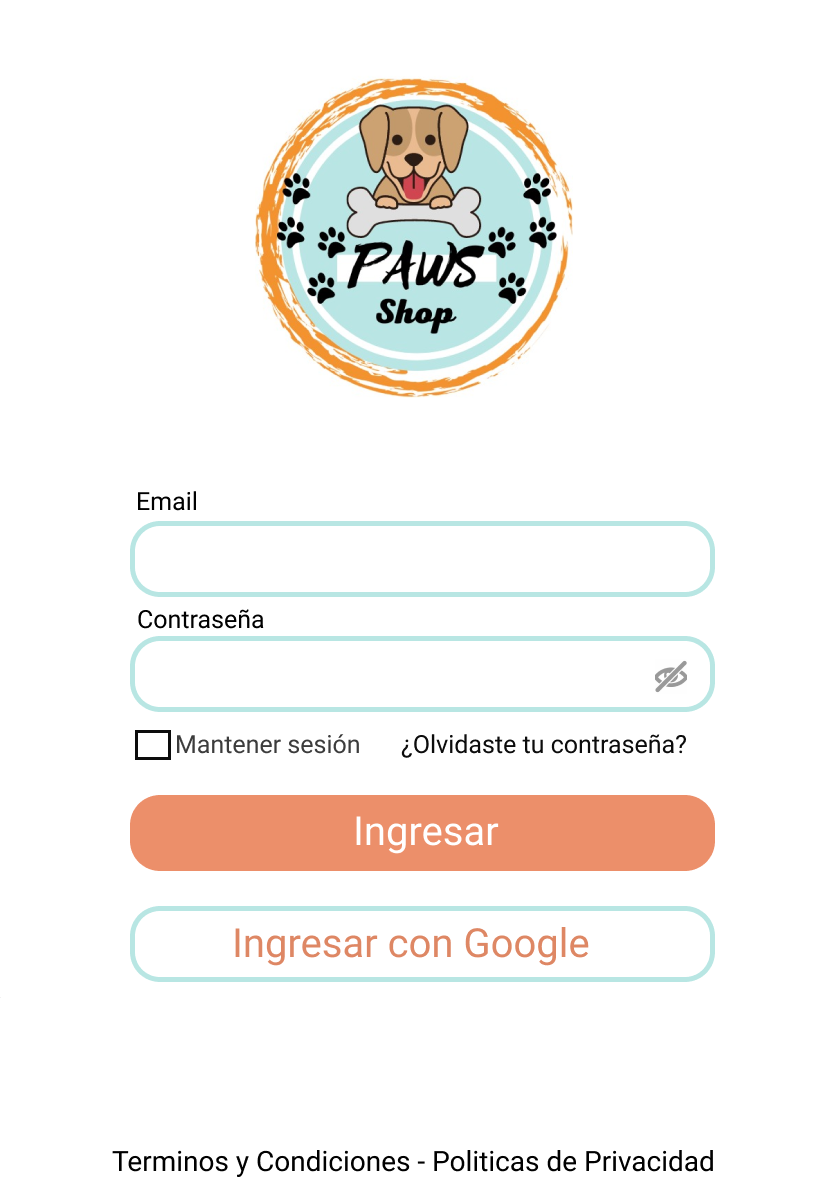 PAWS
Shop
Email
Contraseña
Mantener sesión ¿Olvidaste tu contraseña?
Ingresar
Ingresar con Google
Terminos y Condiciones - Politicas de Privacidad